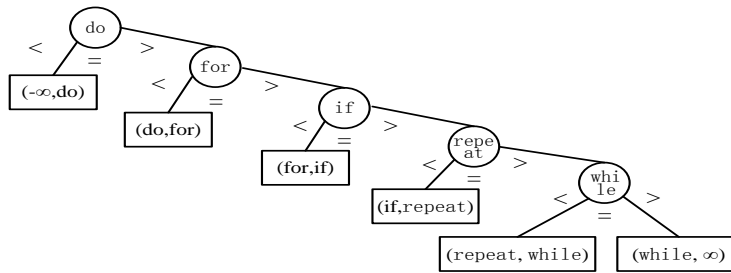 do
< = >
for
(-∞,do)
< = >
if
(do,for)
< = >
repe
at
(for,if)
< = >
whi
le
(if,repeat)
< = >
(repeat, while)
(while, ∞)